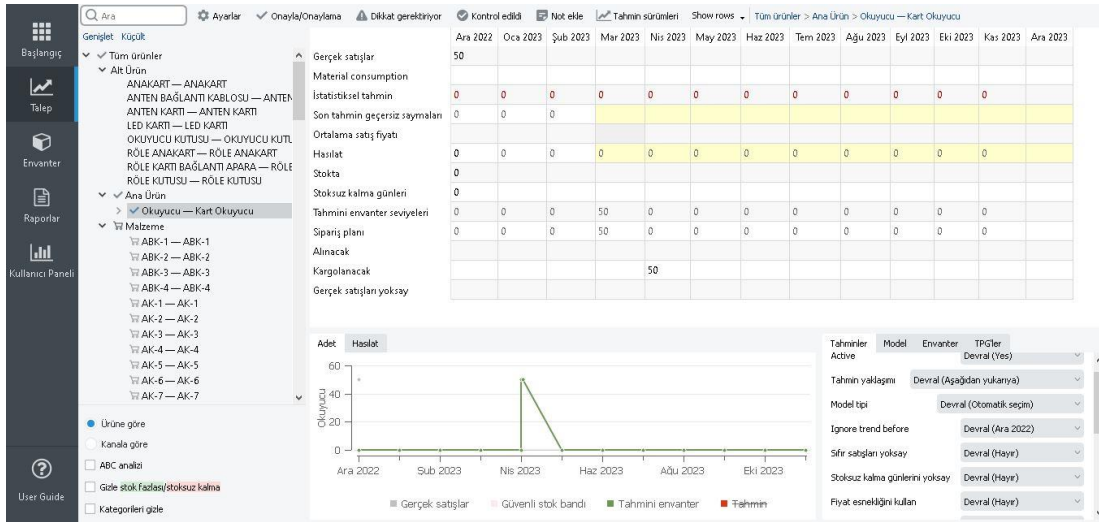 Ara
Ayarlar
Onayla/Onaylama
Dikkat gerektiriyor
Kontrol edildi
Not ekle
Tahmin sürümleri
Show rows
Tüm ürünler > Ana Ürün > Okuyucu — Kart Okuyucu
Başlangıç
Talep
Envanter
Raporlar
Kullanıcı Paneli
User Guide
Genişlet Küçült
Tüm ürünler
Alt Ürün
ANAKART — ANAKART
ANTEN BAĞLANTI KABLOSU — ANTEN
ANTEN KARTI — ANTEN KARTI
LED KARTI — LED KARTI
OKUYUCU KUTUSU — OKUYUCU KUTU
RÖLE ANAKART — RÖLE ANAKART
RÖLE KARTI BAĞLANTI APARA — RÖLE
RÖLE KUTUSU — RÖLE KUTUSU
Ana Ürün
Okuyucu — Kart Okuyucu
Malzeme
ABK-1 — ABK-1
ABK-2 — ABK-2
ABK-3 — ABK-3
ABK-4 — ABK-4
AK-1 — AK-1
AK-2 — AK-2
AK-3 — AK-3
AK-4 — AK-4
AK-5 — AK-5
AK-6 — AK-6
AK-7 — AK-7
Ürüne göre
Kanala göre
ABC analizi
Gizle stok fazlası/stoksuz kalma
Kategorileri gizle
Ara 2022 Oca 2023 Şub 2023 Mar 2023 Nis 2023 May 2023 Haz 2023 Tem 2023 Ağu 2023 Eyl 2023 Eki 2023 Kas 2023 Ara 2023
Gerçek satışlar 50
Material consumption
İstatistiksel tahmin 0 0 0 0 0 0 0 0 0 0 0 0
Son tahmin geçersiz saymaları 0 0 0
Ortalama satış fiyatı
Hasılat 0 0 0 0 0 0 0 0 0 0 0 0
Stokta 0
Stoksuz kalma günleri 0
Tahmini envanter seviyeleri 0 0 0 50 0 0 0 0 0 0 0 0
Sipariş planı 0 0 0 50 0 0 0 0 0 0 0 0
Alınacak
Kargolanacak 50
Gerçek satışları yoksay
Adet Hasılat
60
40
20
0
Okuyucu
Ara 2022 Şub 2023 Nis 2023 Haz 2023 Ağu 2023 Eki 2023
Gerçek satışlar Güvenli stok bandı Tahmini envanter Tahmin
Tahminler Model Envanter TPG'ler
Active Devral (Yes)
Tahmin yaklaşımı Devral (Aşağıdan yukarıya)
Model tipi Devral (Otomatik seçim)
Ignore trend before Devral (Ara 2022)
Sıfır satışları yoksay Devral (Hayır)
Stoksuz kalma günlerini yoksay Devral (Hayır)
Fiyat esnekliğini kullan Devral (Hayır)